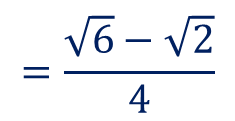 = (√6 − √2) / 4